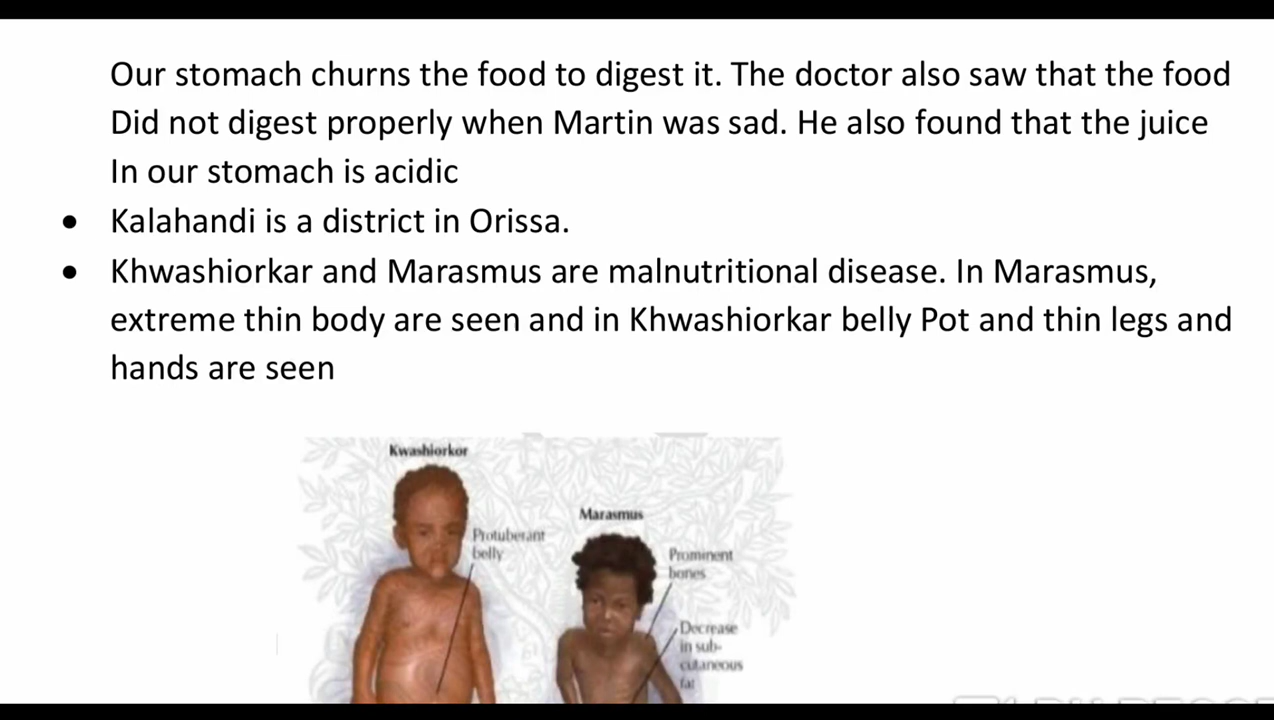 Our stomach churns the food to digest it. The doctor also saw that the food
Did not digest properly when Martin was sad. He also found that the juice
In our stomach is acidic
• Kalahandi is a district in Orissa.
• Khwashiorkar and Marasmus are malnutritional disease. In Marasmus,
extreme thin body are seen and in Khwashiorkar belly Pot and thin legs and
hands are seen
Kwashiorkor
Protuberant
belly
Marasmus
Prominent
bones
Decrease
in sub-
cutaneous
fat